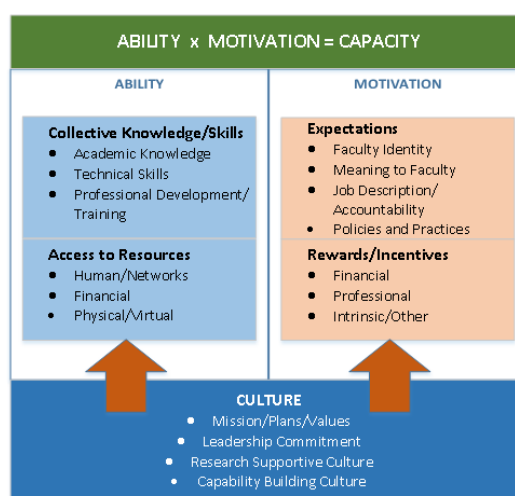 ABILITY x MOTIVATION = CAPACITY
ABILITY
Collective Knowledge/Skills
● Academic Knowledge
● Technical Skills
● Professional Development/
Training
Access to Resources
● Human/Networks
● Financial
• Physical/Virtual
MOTIVATION
Expectations
● Faculty Identity
● Meaning to Faculty
● Job Description/
Accountability
• Policies and Practices
Rewards/Incentives
● Financial
● Professional
● Intrinsic/Other
CULTURE
● Mission/Plans/Values
● Leadership Commitment
● Research Supportive Culture
• Capability Building Culture